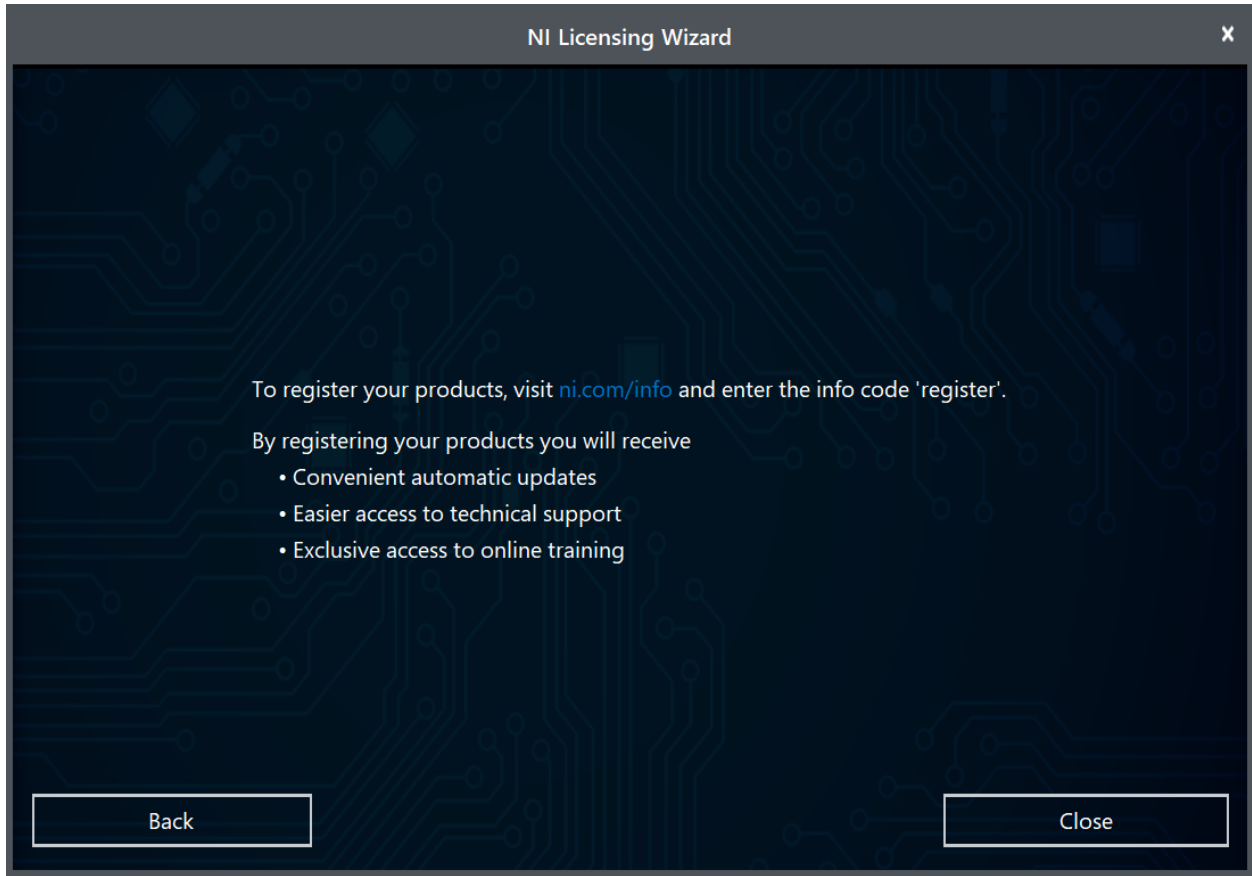 NI Licensing Wizard
x
To register your products, visit ni.com/info and enter the info code 'register'.
By registering your products you will receive
• Convenient automatic updates
• Easier access to technical support
• Exclusive access to online training
Back
Close